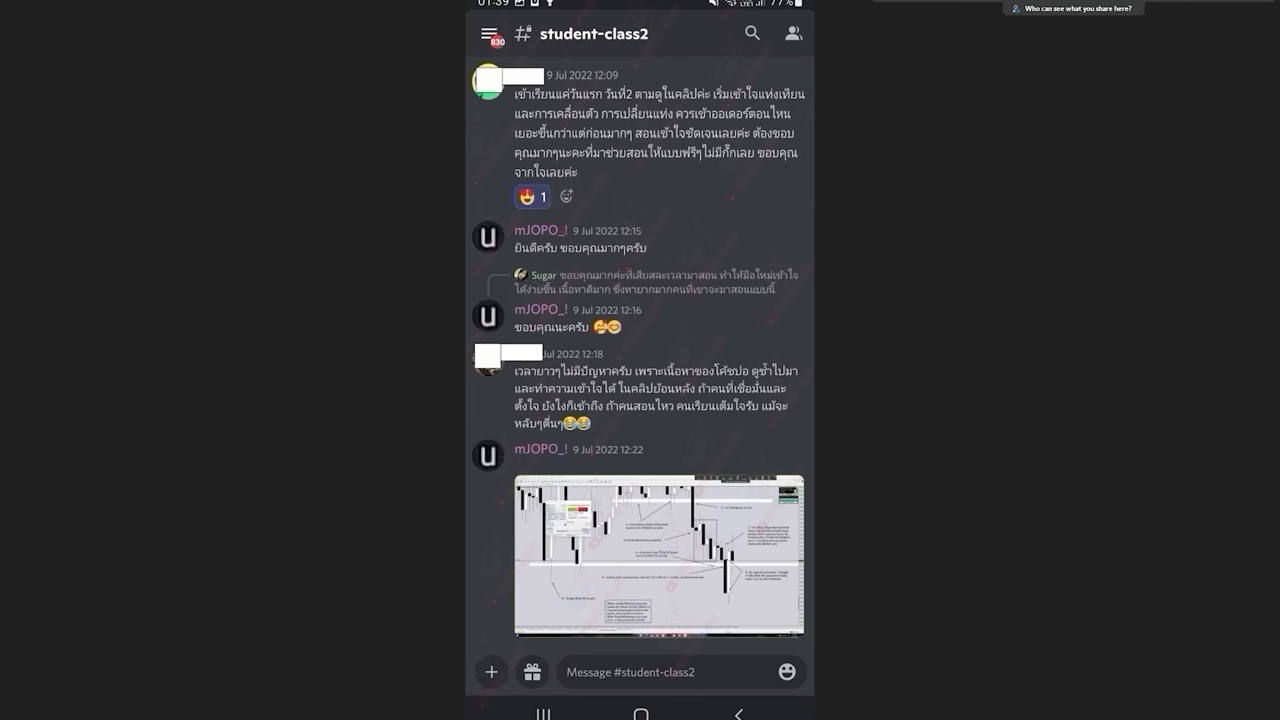 01:39
77%
Who can see what you share here?
830
student-class2
9 Jul 2022 12:09
เข้าเรียนแค่วันแรก วันที่2 ตามดูในคลิปค่ะ เริ่มเข้าใจแท่งเทียน
และการเคลื่อนตัว การเปลี่ยนแท่ง ควรเข้าออเดอร์ตอนไหน
เยอะขึ้นกว่าแต่ก่อนมากๆ สอนเข้าใจชัดเจนเลยค่ะ ต้องขอบ
คุณมากๆนะคะที่มาช่วยสอนให้แบบฟรีๆไม่มีกั๊กเลย ขอบคุณ
จากใจเลยค่ะ
1
mJOPO_! 9 Jul 2022 12:15
ยินดีครับ ขอบคุณมากๆครับ
Sugar ขอบคุณมากค่ะที่เสียสละเวลามาสอน ทำให้มือใหม่เข้าใจ
ได้ง่ายขึ้น เนื้อหาดีมาก ซึ่งหายากมากคนที่เขาจะมาสอนแบบนี้
mJOPO_! 9 Jul 2022 12:16
ขอบคุณนะครับ 🥰😊
Jul 2022 12:18
เวลายาวๆไม่มีปัญหาครับ เพราะเนื้อหาของโค้ชปอ ดูซ้ำไปมา
และทำความเข้าใจได้ ในคลิปย้อนหลัง ถ้าคนที่เชื่อมั่นและ
ตั้งใจ ยังไงก็เข้าถึง ถ้าคนสอนไหว คนเรียนเต็มใจรับ แม้จะ
หลับๆตื่นๆ😂😂
mJOPO_! 9 Jul 2022 12:22
Message #student-class2